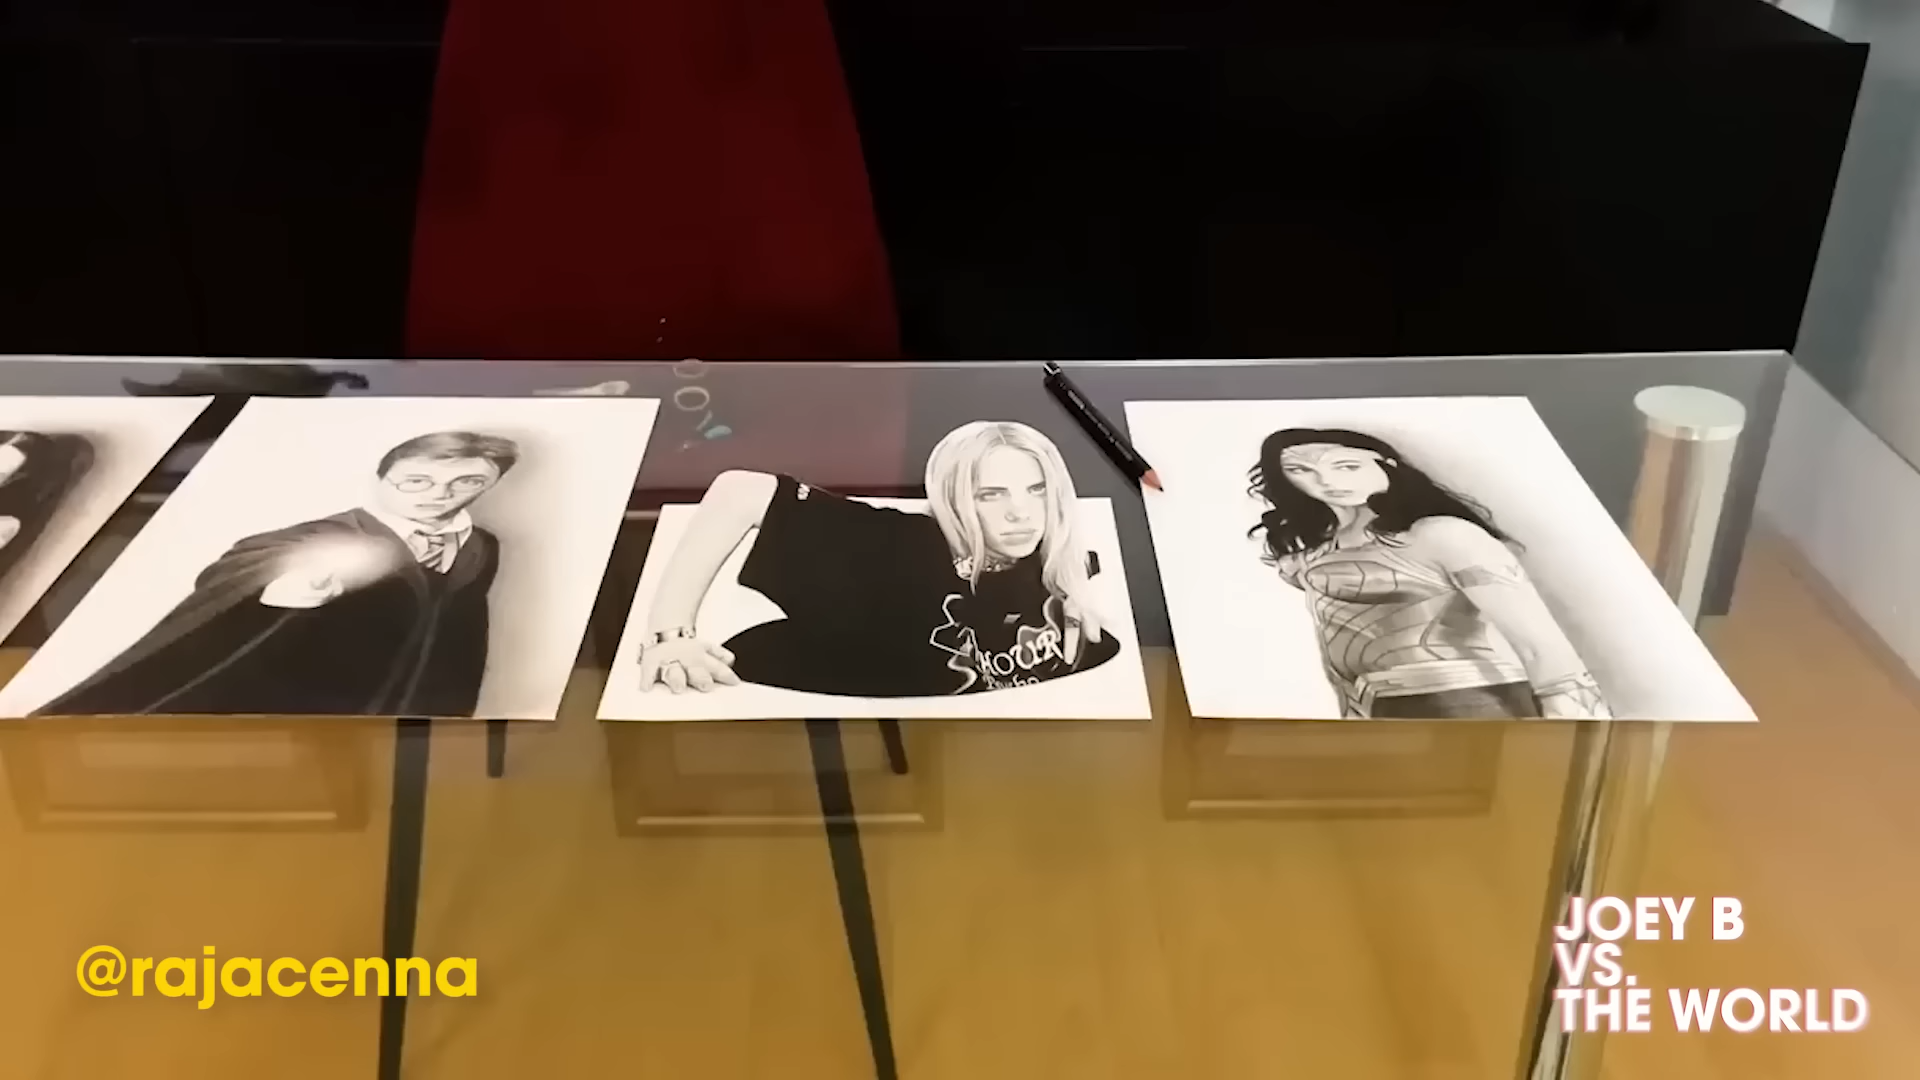 HOUR
@rajacenna
JOEY B
VS.
THE WORLD